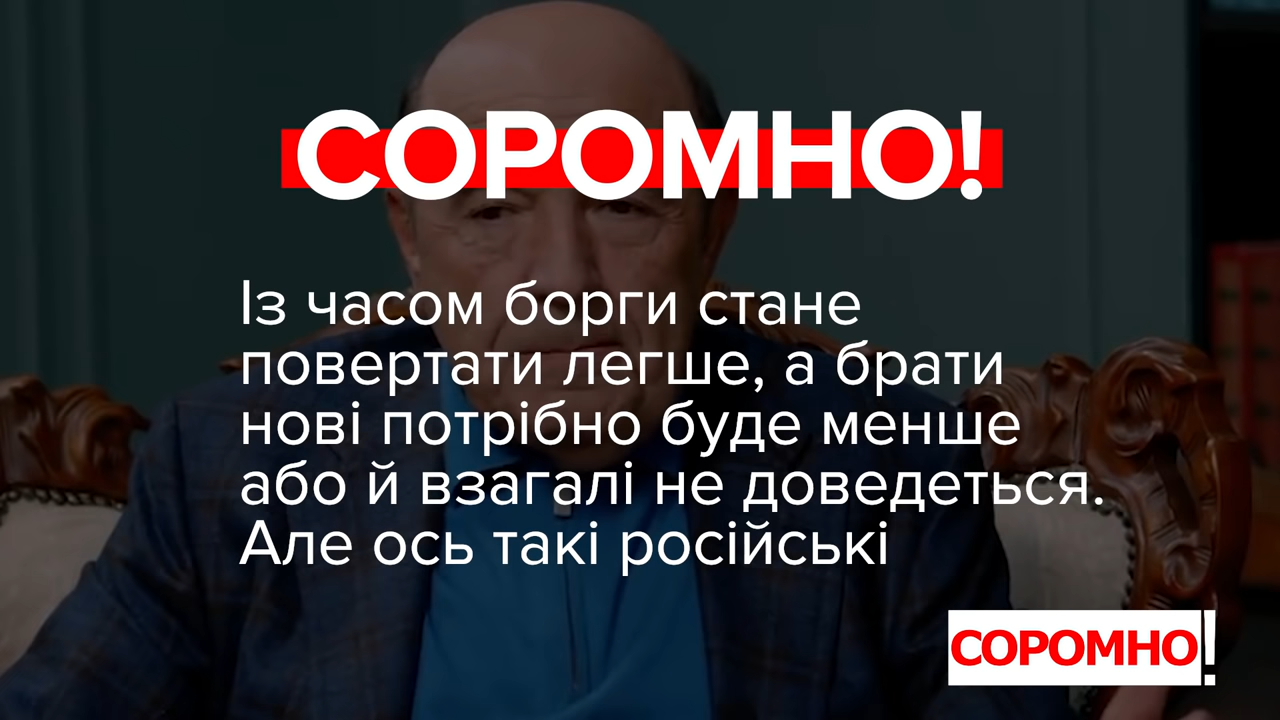 СОРОМНО!
Із часом борги стане
повертати легше, а брати
нові потрібно буде менше
або й взагалі не доведеться.
Але ось такі російські
СОРОМНО!